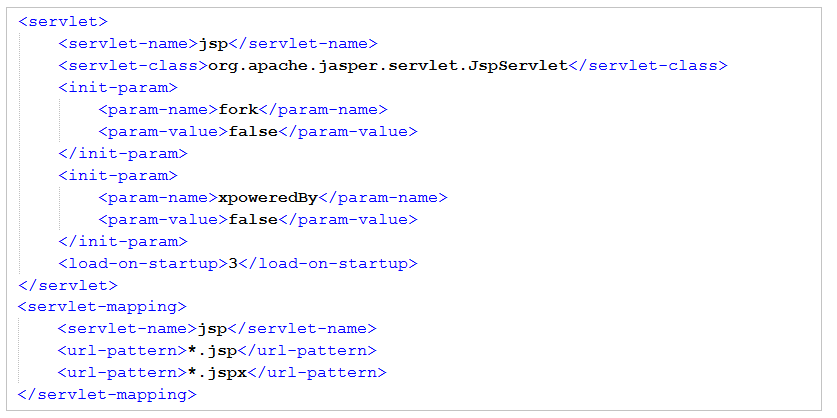 <servlet>
<servlet-name>jsp</servlet-name>
<servlet-class>org.apache.jasper.servlet.JspServlet</servlet-class>
<init-param>
<param-name>fork</param-name>
<param-value>false</param-value>
</init-param>
<init-param>
<param-name>xpoweredBy</param-name>
<param-value>false</param-value>
</init-param>
<load-on-startup>3</load-on-startup>
</servlet>
<servlet-mapping>
<servlet-name>jsp</servlet-name>
<url-pattern>*.jsp</url-pattern>
<url-pattern>*.jspx</url-pattern>
</servlet-mapping>